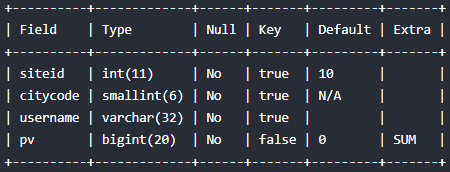 +----------+-------------+------+-------+---------+-------+
| Field    | Type        | Null | Key   | Default | Extra |
+----------+-------------+------+-------+---------+-------+
| siteid   | int(11)     | No   | true  | 10      |       |
| citycode | smallint(6) | No   | true  | N/A     |       |
| username | varchar(32) | No   | true  |         |       |
| pv       | bigint(20)  | No   | false | 0       | SUM   |
+----------+-------------+------+-------+---------+-------+